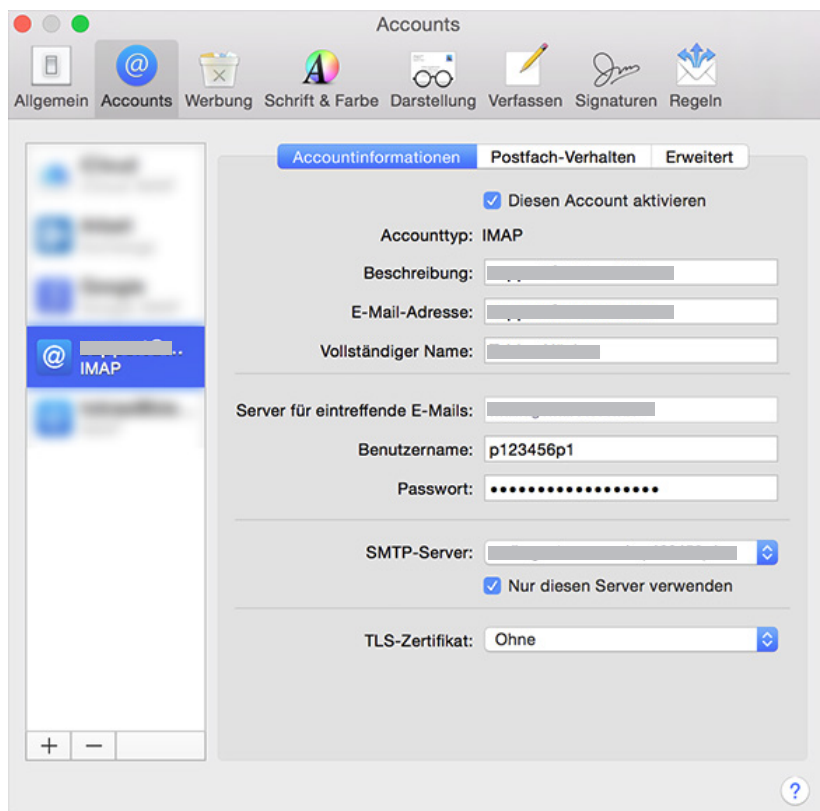 Accounts
Allgemein Accounts Werbung Schrift & Farbe Darstellung Verfassen Signaturen Regeln
Accountinformationen Postfach-Verhalten Erweitert
Diesen Account aktivieren
Accounttyp: IMAP
Beschreibung:
E-Mail-Adresse:
Vollständiger Name:
@
IMAP
Server für eintreffende E-Mails:
Benutzername: p123456p1
Passwort: ••••••••••••••••••
SMTP-Server:
Nur diesen Server verwenden
TLS-Zertifikat: Ohne
+ −
?